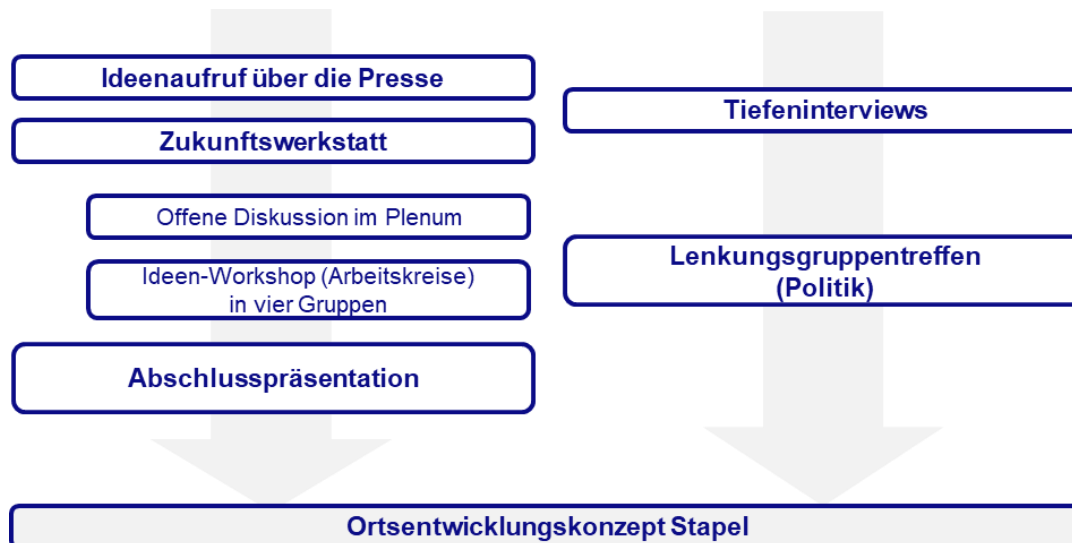 Ideenaufruf über die Presse
Zukunftswerkstatt
Offene Diskussion im Plenum
Ideen-Workshop (Arbeitskreise)
in vier Gruppen
Abschlusspräsentation
Tiefeninterviews
Lenkungsgruppentreffen
(Politik)
Ortsentwicklungskonzept Stapel